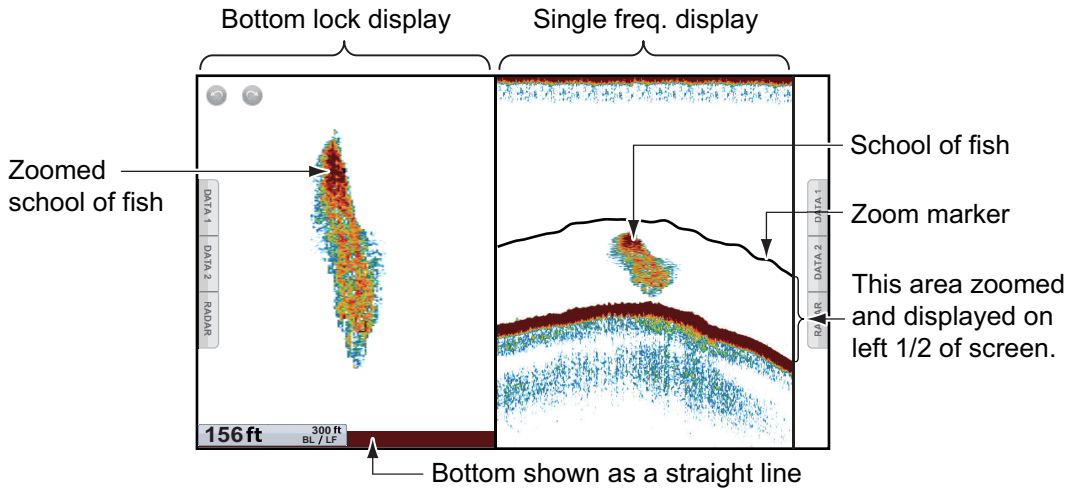 Bottom lock display
Single freq. display
Zoomed
school of fish
DATA 1
DATA 2
RADAR
School of fish
Zoom marker
This area zoomed
and displayed on
left 1/2 of screen.
DATA 1
DATA 2
RADAR
156 ft
300 ft
BL / LF
Bottom shown as a straight line